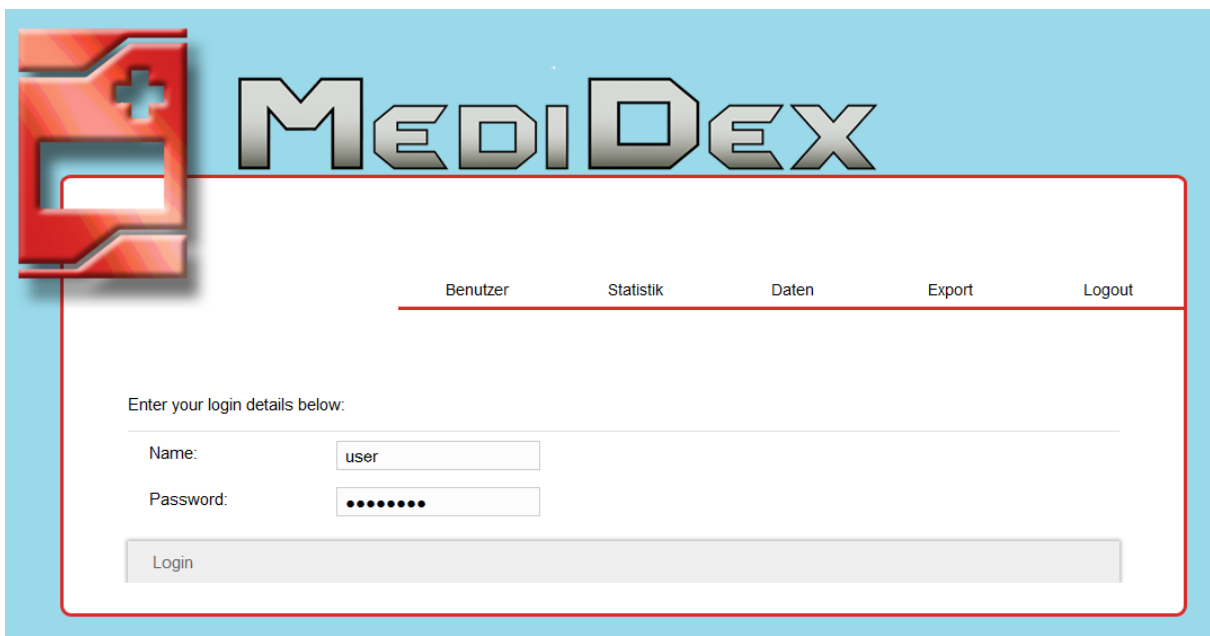 MEDIDEX
Benutzer Statistik Daten Export Logout
Enter your login details below:
Name: user
Password: ●●●●●●●●
Login